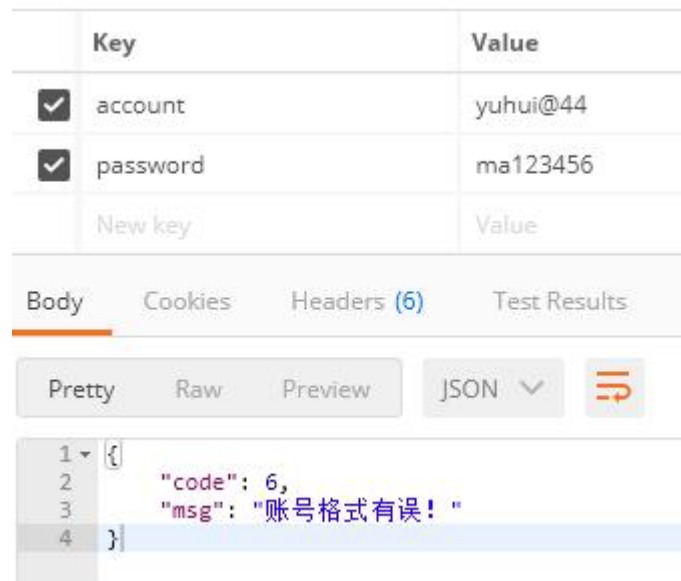 Key Value
account yuhui@44
password ma123456
New key Value
Body Cookies Headers (6) Test Results
Pretty Raw Preview JSON
1 {
2 "code": 6,
3 "msg": "账号格式有误！"
4 }